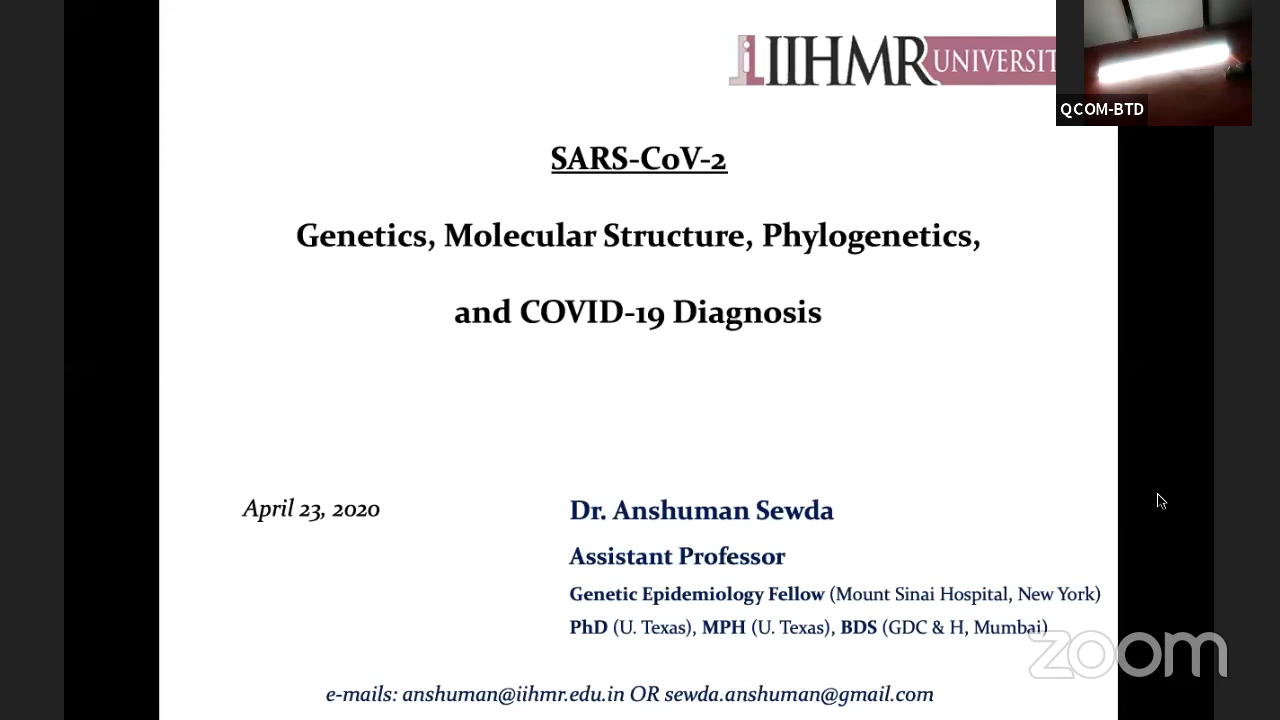 IIHMR UNIVERSIT
QCOM-BTD
SARS-CoV-2
Genetics, Molecular Structure, Phylogenetics,
and COVID-19 Diagnosis
April 23, 2020
Dr. Anshuman Sewda
Assistant Professor
Genetic Epidemiology Fellow (Mount Sinai Hospital, New York)
PhD (U. Texas), MPH (U. Texas), BDS (GDC & H, Mumbai)
zoom
e-mails: anshuman@iihmr.edu.in OR sewda.anshuman@gmail.com